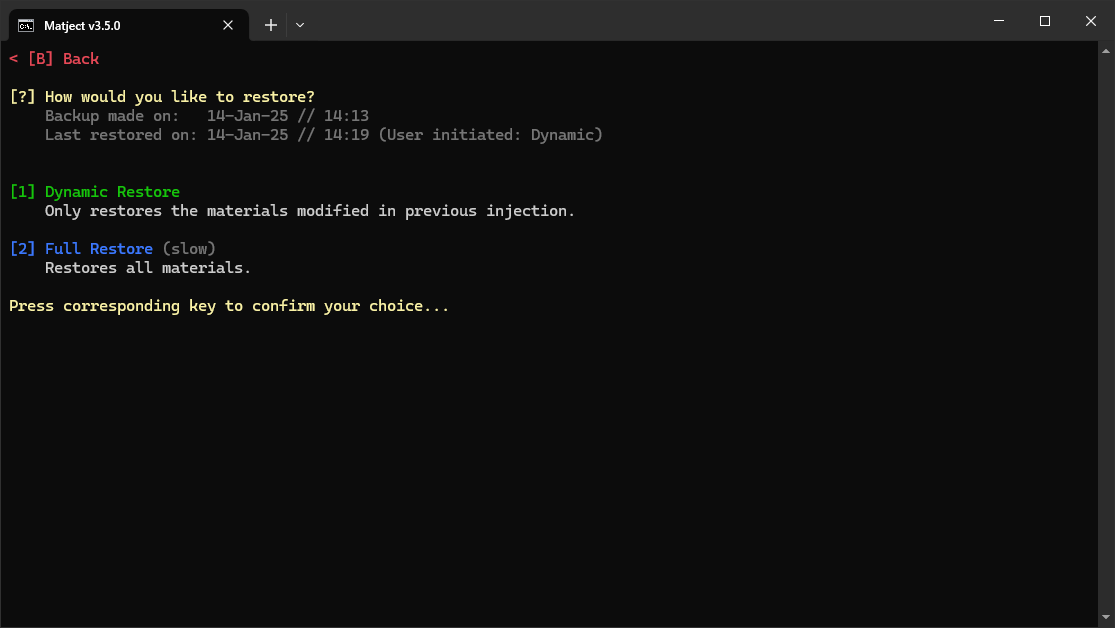 Matject v3.5.0
< [B] Back
[?] How would you like to restore?
Backup made on:   14-Jan-25 // 14:13
Last restored on: 14-Jan-25 // 14:19 (User initiated: Dynamic)
[1] Dynamic Restore
Only restores the materials modified in previous injection.
[2] Full Restore (slow)
Restores all materials.
Press corresponding key to confirm your choice...